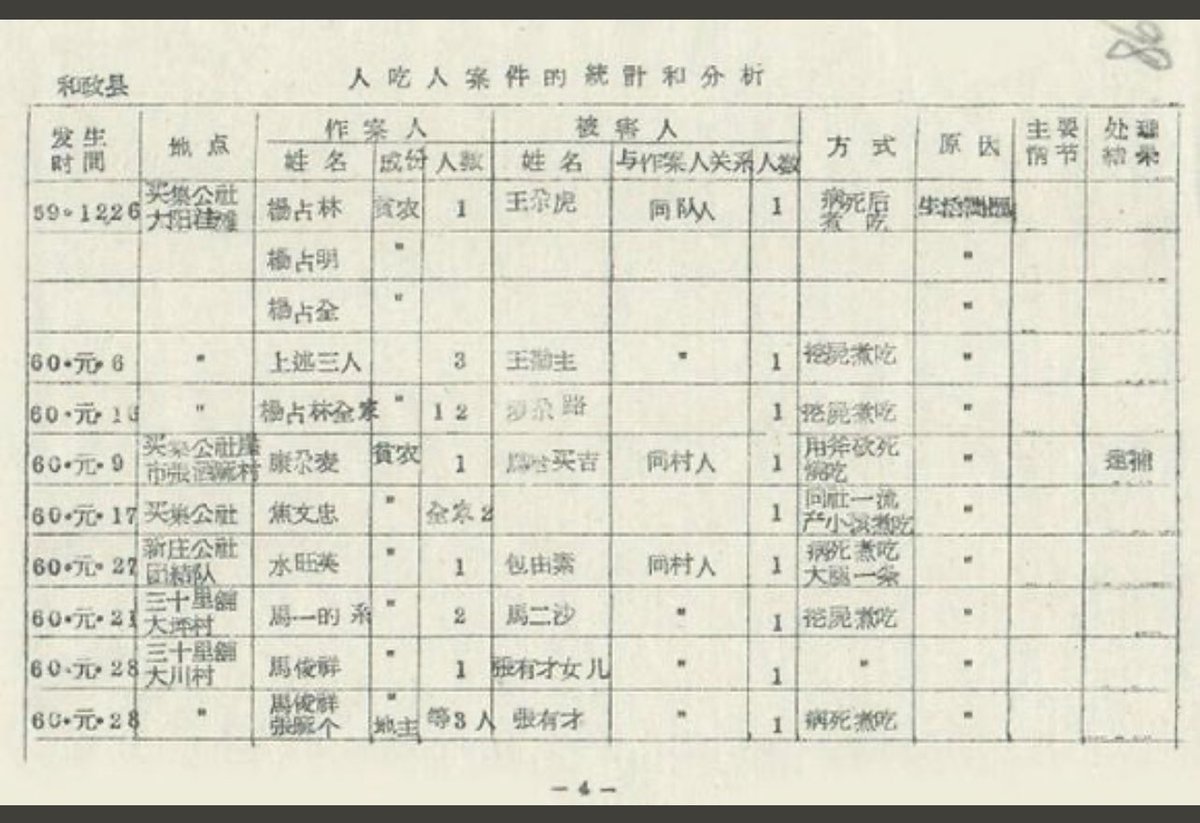 和政县
人吃人案件的統計和分析
发生时間 地点 作案人 被害人 方式 原因 主要情节 处理結果
姓名 成份 人数 姓名 与作案人关系 人数
59·1226 买集公社大阳洼滩 楊占林 貧农 1 王尕虎 同队人 1 病死后煮吃 生活問題
楊占明 " "
楊占全 " "
60·元·6 " 上述三人 3 王勤主 " 1 挖屍煮吃 "
60·元· " 楊占林全家 " 12 尕路 1 挖屍煮吃 "
60·元·9 买集公社 市張 村 康尕麦 貧农 1 买吉 同村人 1 用斧砍死 吃 " 逮捕
60·元·17 买集公社 焦文忠 " 全家2 1 同社一流产小孩煮吃 "
60·元·27 新庄公社团結队 水旺英 " 1 包由素 同村人 1 病死煮吃大腿一条 "
60·元·21 三十里舖大坪村 馬一的 " 2 馬二沙 " 1 挖屍煮吃 "
60·元·28 三十里舖大川村 馬俊祥 " 1 張有才女儿 " 1 " "
60·元·28 " 馬俊祥 " 張 个 地主 等3人 張有才 " 1 病死煮吃 "
-4-